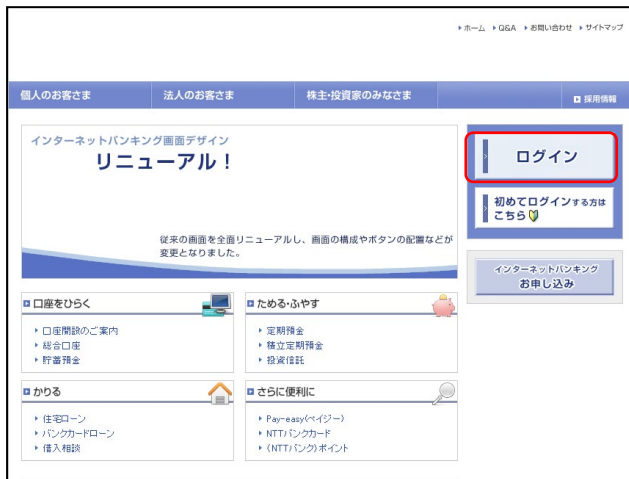 ホーム Q&A お問い合わせ サイトマップ
個人のお客さま 法人のお客さま 株主・投資家のみなさま 採用情報
インターネットバンキング画面デザイン
リニューアル！
従来の画面を全面リニューアルし、画面の構成やボタンの配置などが
変更となりました。
ログイン
初めてログインする方は
こちら
インターネットバンキング
お申し込み
口座をひらく
口座開設のご案内
総合口座
貯蓄預金
ためる・ふやす
定期預金
積立定期預金
投資信託
かりる
住宅ローン
バンクカードローン
借入相談
さらに便利に
Pay-easy(ペイジー)
NTTバンクカード
〈NTTバンク〉ポイント